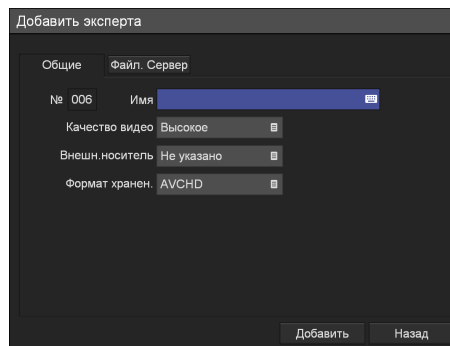 Добавить эксперта
Общие Файл. Сервер
№ 006 Имя
Качество видео Высокое
Внешн.носитель Не указано
Формат хранен. AVCHD
Добавить Назад